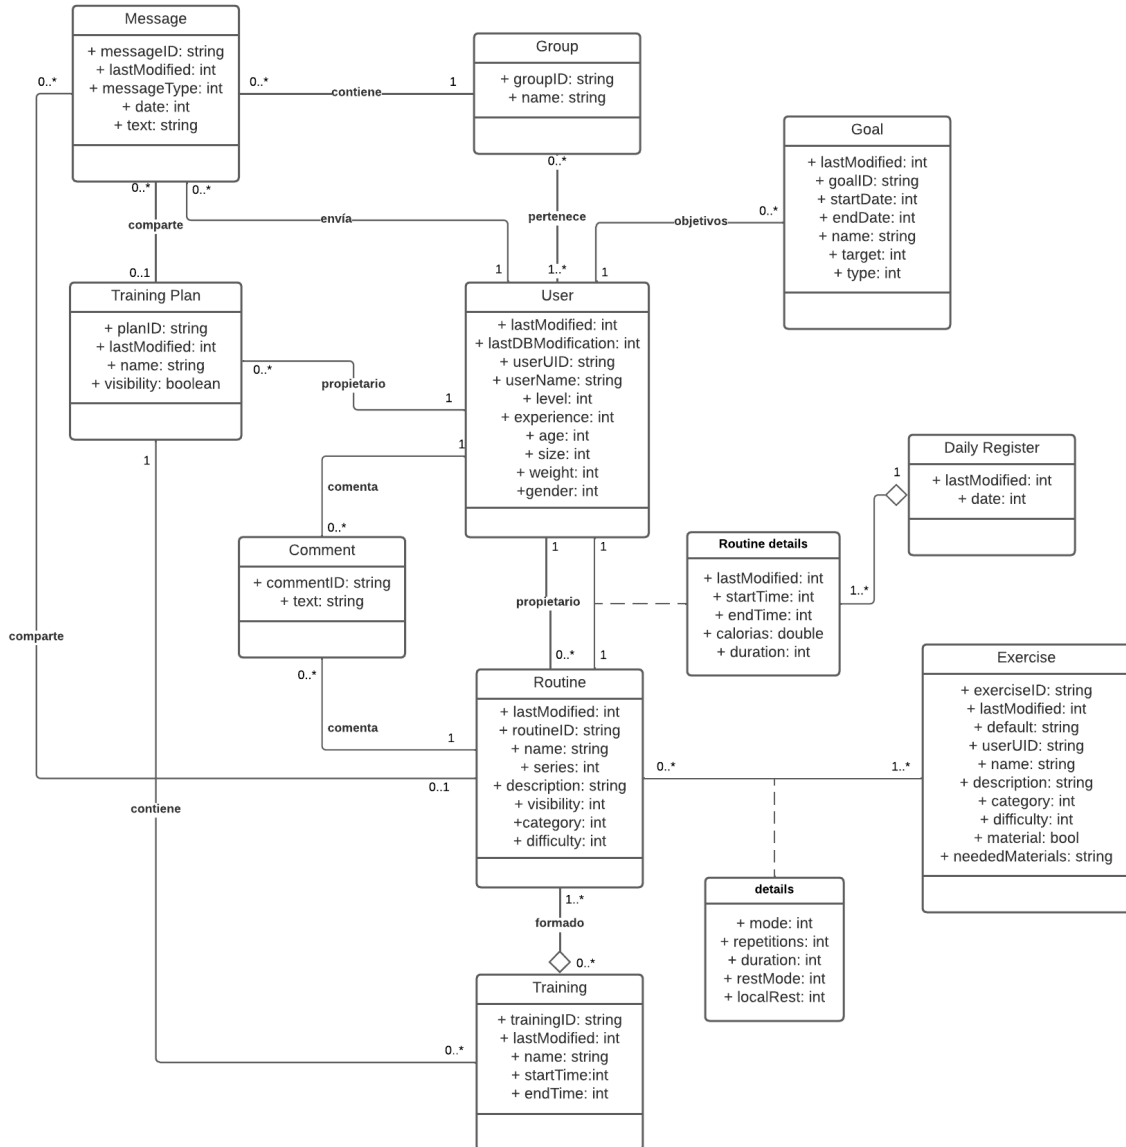 Message
+ messageID: string
+ lastModified: int
+ messageType: int
+ date: int
+ text: string
0..*
0..*
contiene
1
Group
+ groupID: string
+ name: string
0..*
pertenece
1..*
Goal
+ lastModified: int
+ goalID: string
+ startDate: int
+ endDate: int
+ name: string
+ target: int
+ type: int
0..*
objetivos
1
0..*
comparte
0..1
0..*
envía
1
Training Plan
+ planID: string
+ lastModified: int
+ name: string
+ visibility: boolean
0..*
propietario
1
1
User
+ lastModified: int
+ lastDBModification: int
+ userUID: string
+ userName: string
+ level: int
+ experience: int
+ age: int
+ size: int
+ weight: int
+gender: int
1
comenta
0..*
Comment
+ commentID: string
+ text: string
0..*
comenta
1
Daily Register
+ lastModified: int
+ date: int
1
1..*
Routine details
+ lastModified: int
+ startTime: int
+ endTime: int
+ calorias: double
+ duration: int
1
1
propietario
0..*
1
comparte
0..1
Routine
+ lastModified: int
+ routineID: string
+ name: string
+ series: int
+ description: string
+ visibility: int
+category: int
+ difficulty: int
0..*
1..*
Exercise
+ exerciseID: string
+ lastModified: int
+ default: string
+ userUID: string
+ name: string
+ description: string
+ category: int
+ difficulty: int
+ material: bool
+ neededMaterials: string
details
+ mode: int
+ repetitions: int
+ duration: int
+ restMode: int
+ localRest: int
contiene
0..*
1..*
formado
0..*
Training
+ trainingID: string
+ lastModified: int
+ name: string
+ startTime:int
+ endTime: int